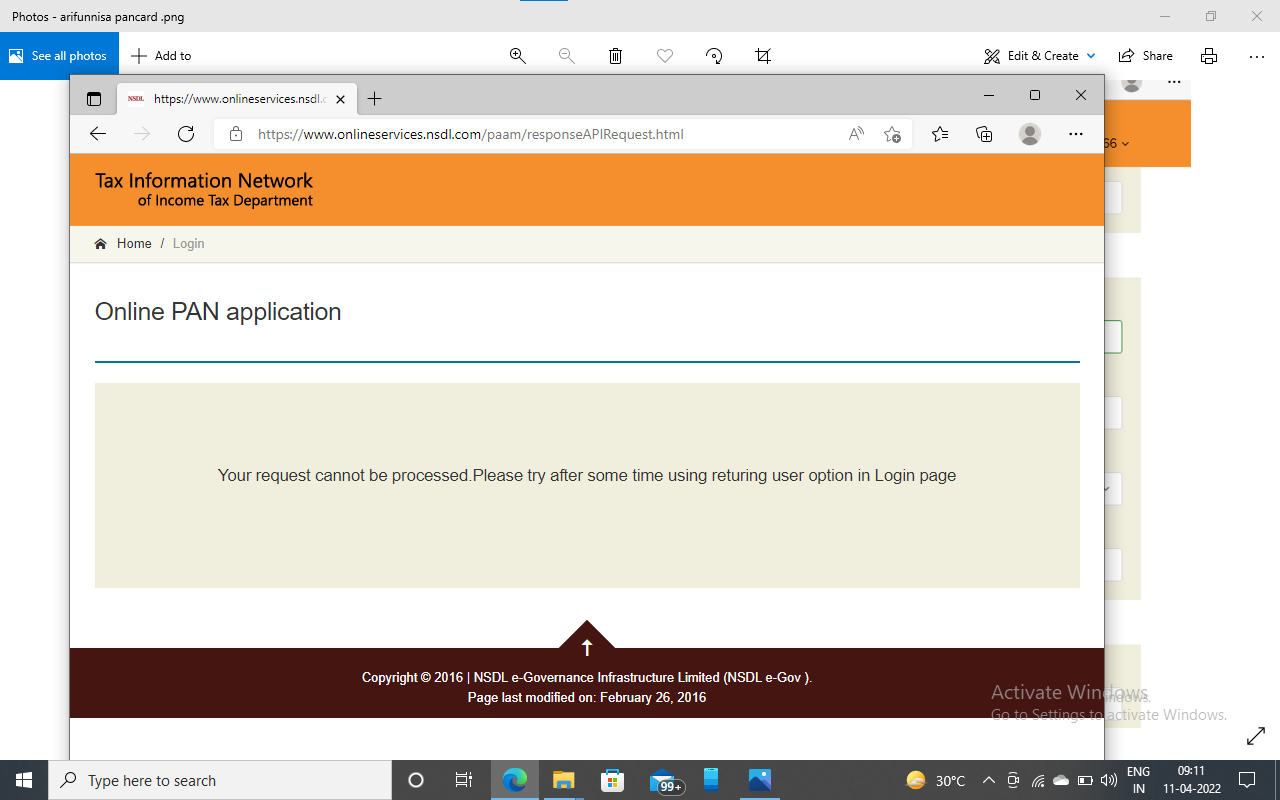 Photos - arifunnisa pancard .png
See all photos
Add to
Edit & Create
Share
NSDL https://www.onlineservices.nsdl.c
https://www.onlineservices.nsdl.com/paam/responseAPIRequest.html
66
Tax Information Network
of Income Tax Department
Home / Login
Online PAN application
Your request cannot be processed.Please try after some time using returing user option in Login page
Copyright © 2016 | NSDL e-Governance Infrastructure Limited (NSDL e-Gov ).
Page last modified on: February 26, 2016
Activate Windows
Go to Settings to activate Windows.
Type here to search
99+
30°C
ENG
IN
09:11
11-04-2022